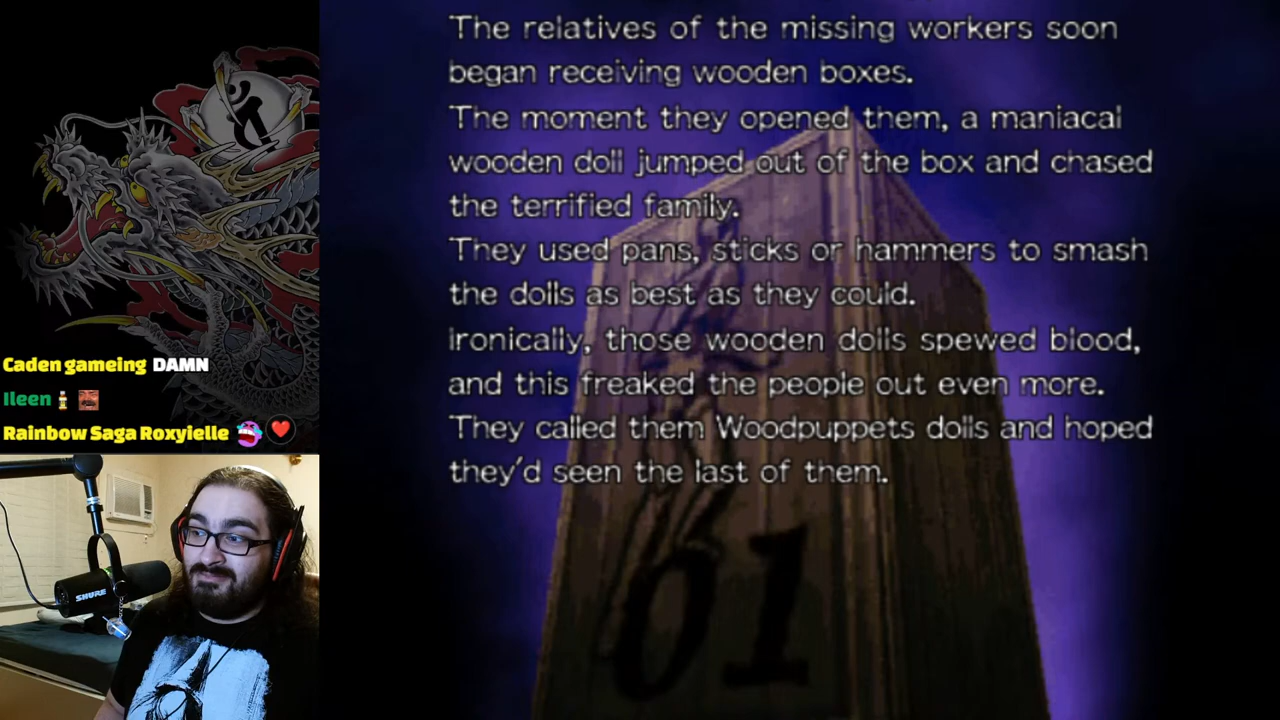 The relatives of the missing workers soon
began receiving wooden boxes.
The moment they opened them, a maniacal
wooden doll jumped out of the box and chased
the terrified family.
They used pans, sticks or hammers to smash
the dolls as best as they could.
Ironically, those wooden dolls spewed blood,
and this freaked the people out even more.
They called them Woodpuppets dolls and hoped
they'd seen the last of them.
01
Caden gameing DAMN
Ileen
Rainbow Saga Roxyielle
SHURE